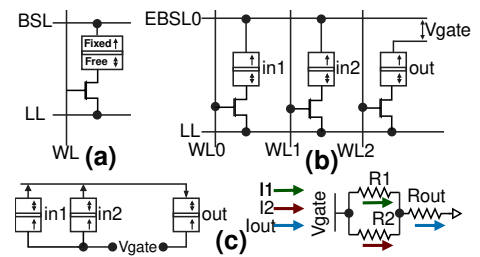 BSL
Fixed
Free
LL
WL
(a)
EBSL0
Vgate
in1
in2
out
LL
WL0
WL1
WL2
(b)
in1
in2
out
Vgate
(c)
I1
I2
Iout
Vgate
R1
R2
Rout